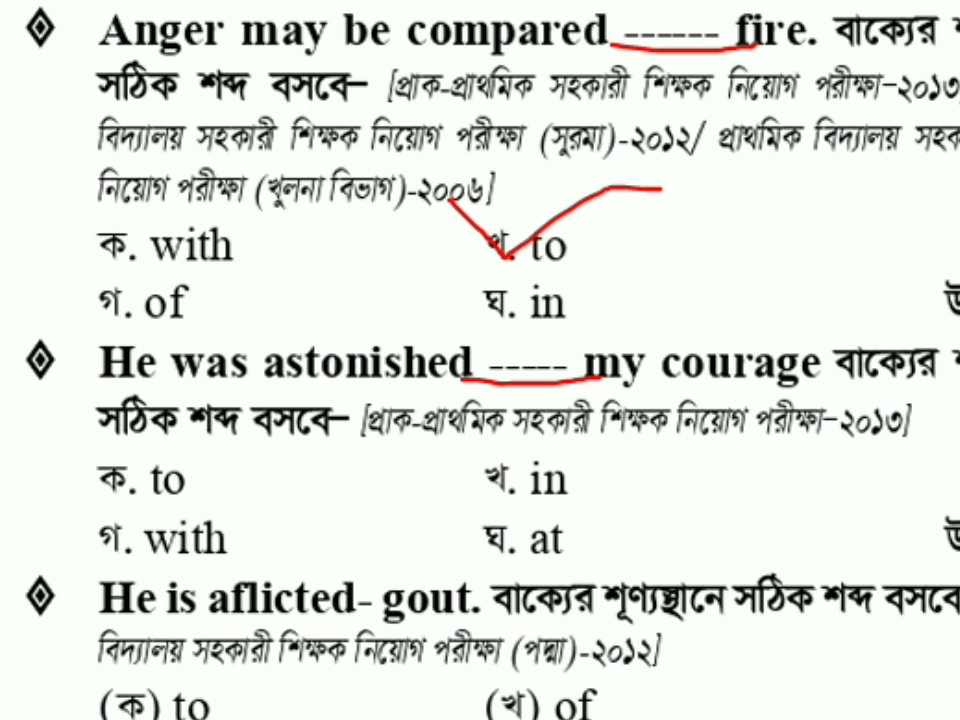 Anger may be compared ------ fire. বাক্যের
সঠিক শব্দ বসবে– [প্রাক-প্রাথমিক সহকারী শিক্ষক নিয়োগ পরীক্ষা–২০১৩
বিদ্যালয় সহকারী শিক্ষক নিয়োগ পরীক্ষা (সুরমা)-২০১২/ প্রাথমিক বিদ্যালয়
নিয়োগ পরীক্ষা (খুলনা বিভাগ)-২০০৬]
ক. with খ. to
গ. of ঘ. in
He was astonished ----- my courage বাক্যের
সঠিক শব্দ বসবে– [প্রাক-প্রাথমিক সহকারী শিক্ষক নিয়োগ পরীক্ষা–২০১৩]
ক. to খ. in
গ. with ঘ. at
He is aflicted- gout. বাক্যের শূণ্যস্থানে সঠিক শব্দ বসবে
বিদ্যালয় সহকারী শিক্ষক নিয়োগ পরীক্ষা (পদ্মা)-২০১২]
(ক) to (খ) of